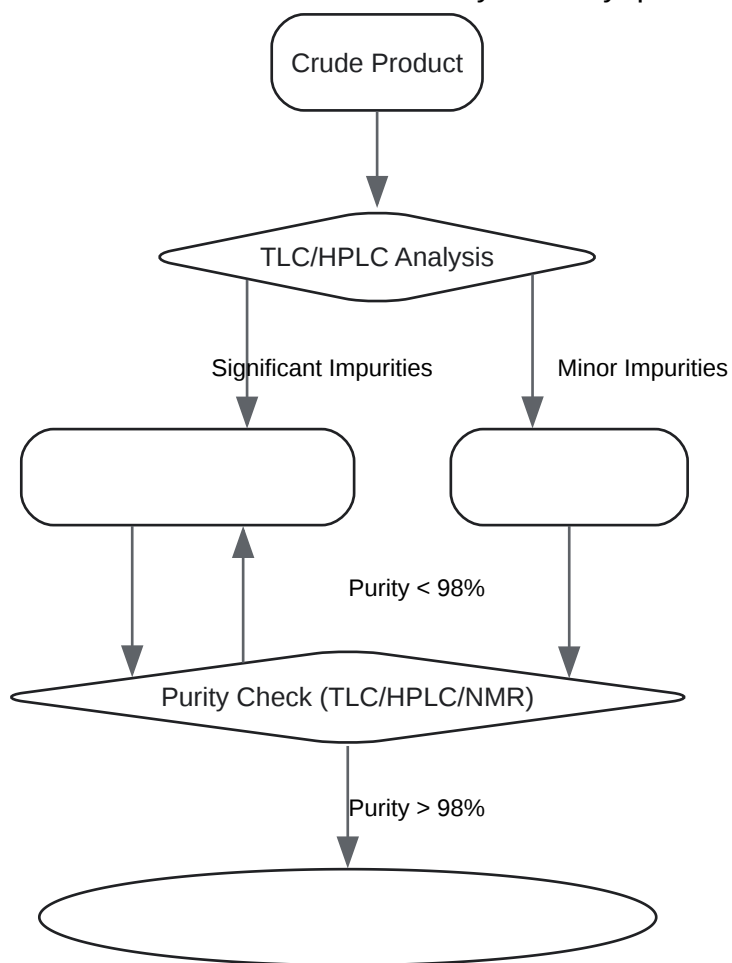 Crude Product
TLC/HPLC Analysis
Significant Impurities
Minor Impurities
Purity < 98%
Purity Check (TLC/HPLC/NMR)
Purity > 98%